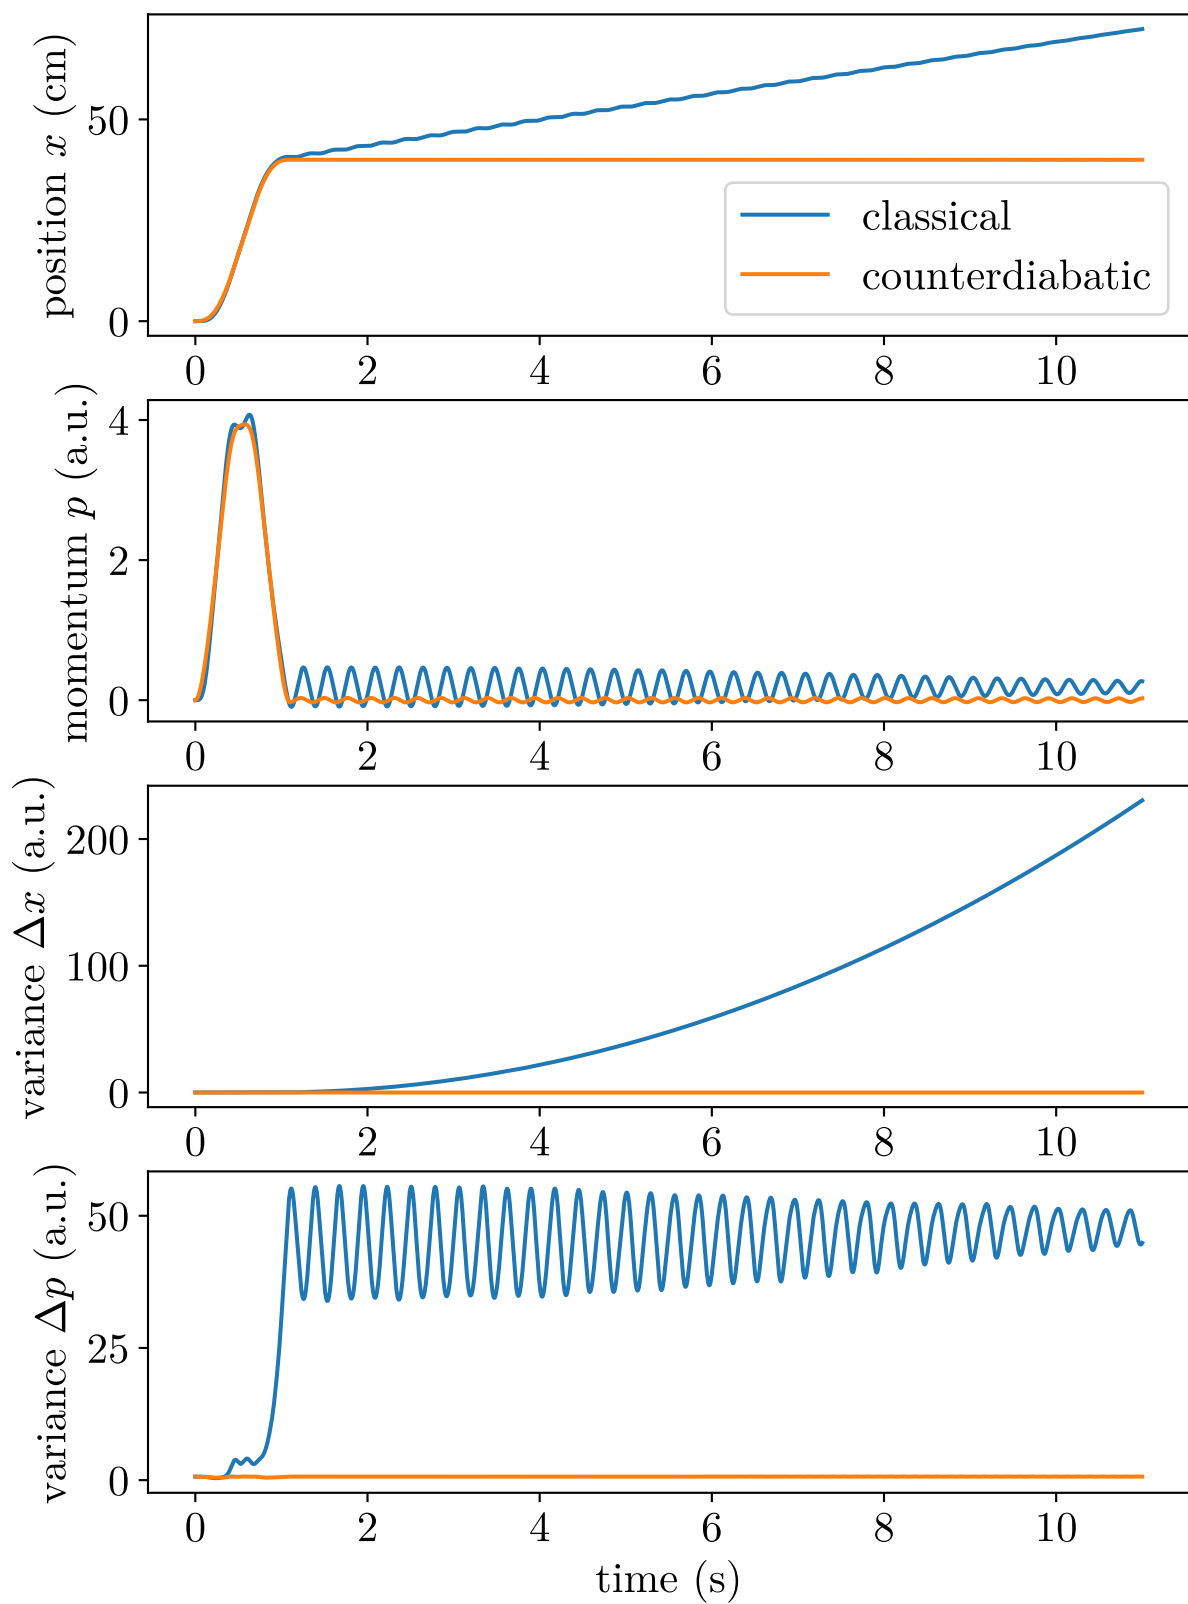 position x (cm)
50
0
classical
counterdiabatic
0 2 4 6 8 10
momentum p (a.u.)
4
2
0
0 2 4 6 8 10
variance Δx (a.u.)
200
100
0
0 2 4 6 8 10
variance Δp (a.u.)
50
25
0
0 2 4 6 8 10
time (s)